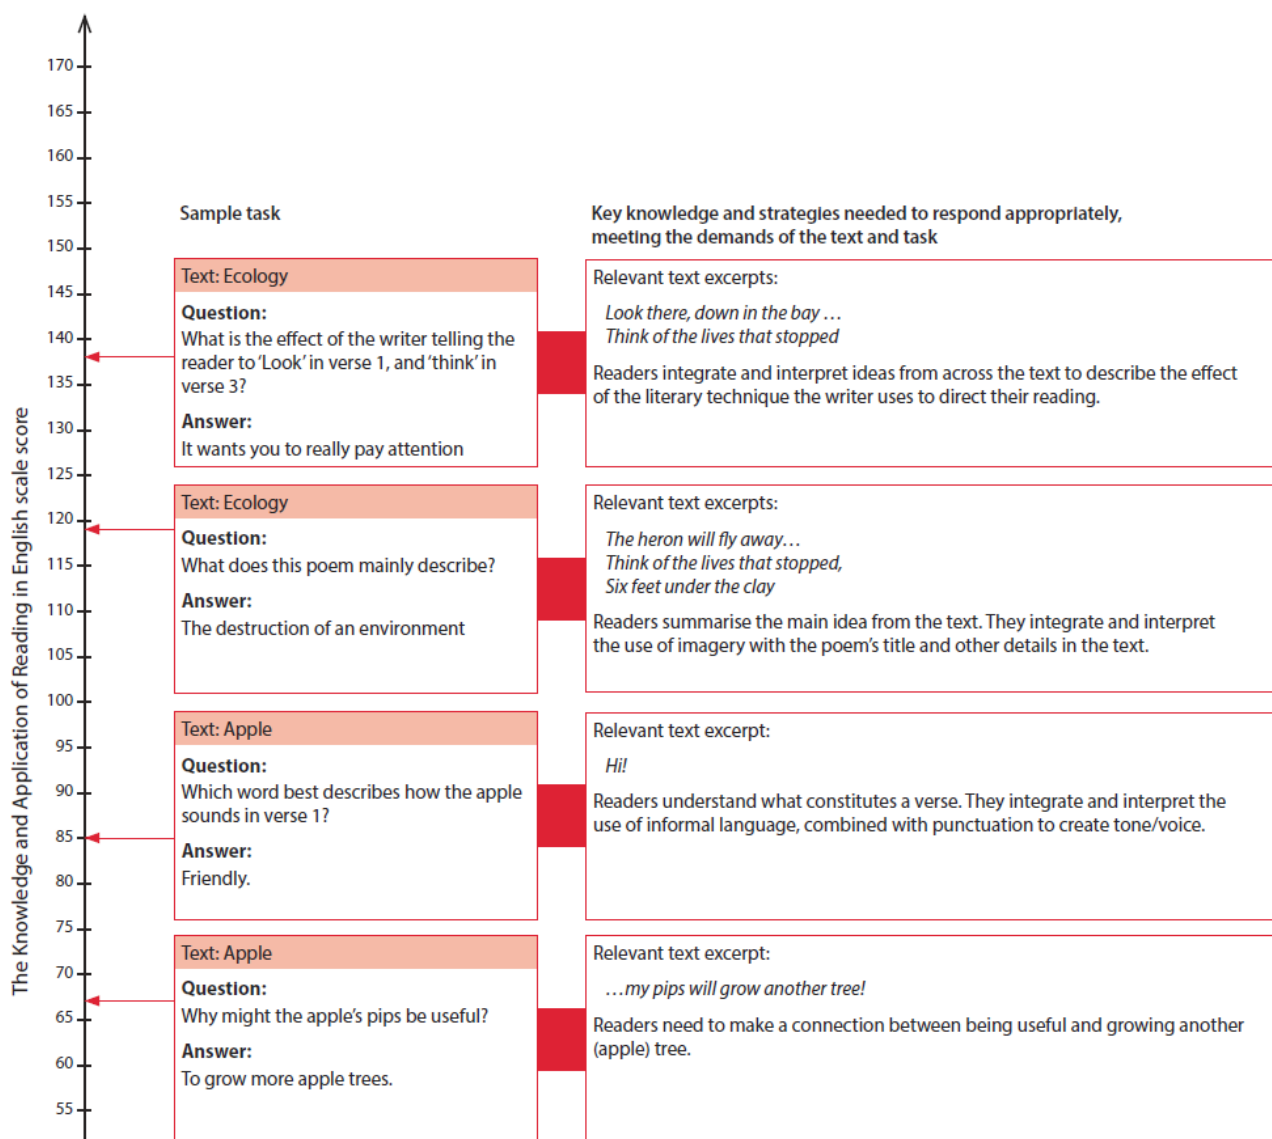 170
165
160
155
150
145
140
135
130
125
120
115
110
105
100
95
90
85
80
75
70
65
60
55
The Knowledge and Application of Reading in English scale score
Sample task
Key knowledge and strategies needed to respond appropriately,
meeting the demands of the text and task
Text: Ecology
Question:
What is the effect of the writer telling the
reader to ‘Look’ in verse 1, and ‘think’ in
verse 3?
Answer:
It wants you to really pay attention
Relevant text excerpts:
Look there, down in the bay …
Think of the lives that stopped
Readers integrate and interpret ideas from across the text to describe the effect
of the literary technique the writer uses to direct their reading.
Text: Ecology
Question:
What does this poem mainly describe?
Answer:
The destruction of an environment
Relevant text excerpts:
The heron will fly away…
Think of the lives that stopped,
Six feet under the clay
Readers summarise the main idea from the text. They integrate and interpret
the use of imagery with the poem’s title and other details in the text.
Text: Apple
Question:
Which word best describes how the apple
sounds in verse 1?
Answer:
Friendly.
Relevant text excerpt:
Hi!
Readers understand what constitutes a verse. They integrate and interpret the
use of informal language, combined with punctuation to create tone/voice.
Text: Apple
Question:
Why might the apple’s pips be useful?
Answer:
To grow more apple trees.
Relevant text excerpt:
…my pips will grow another tree!
Readers need to make a connection between being useful and growing another
(apple) tree.